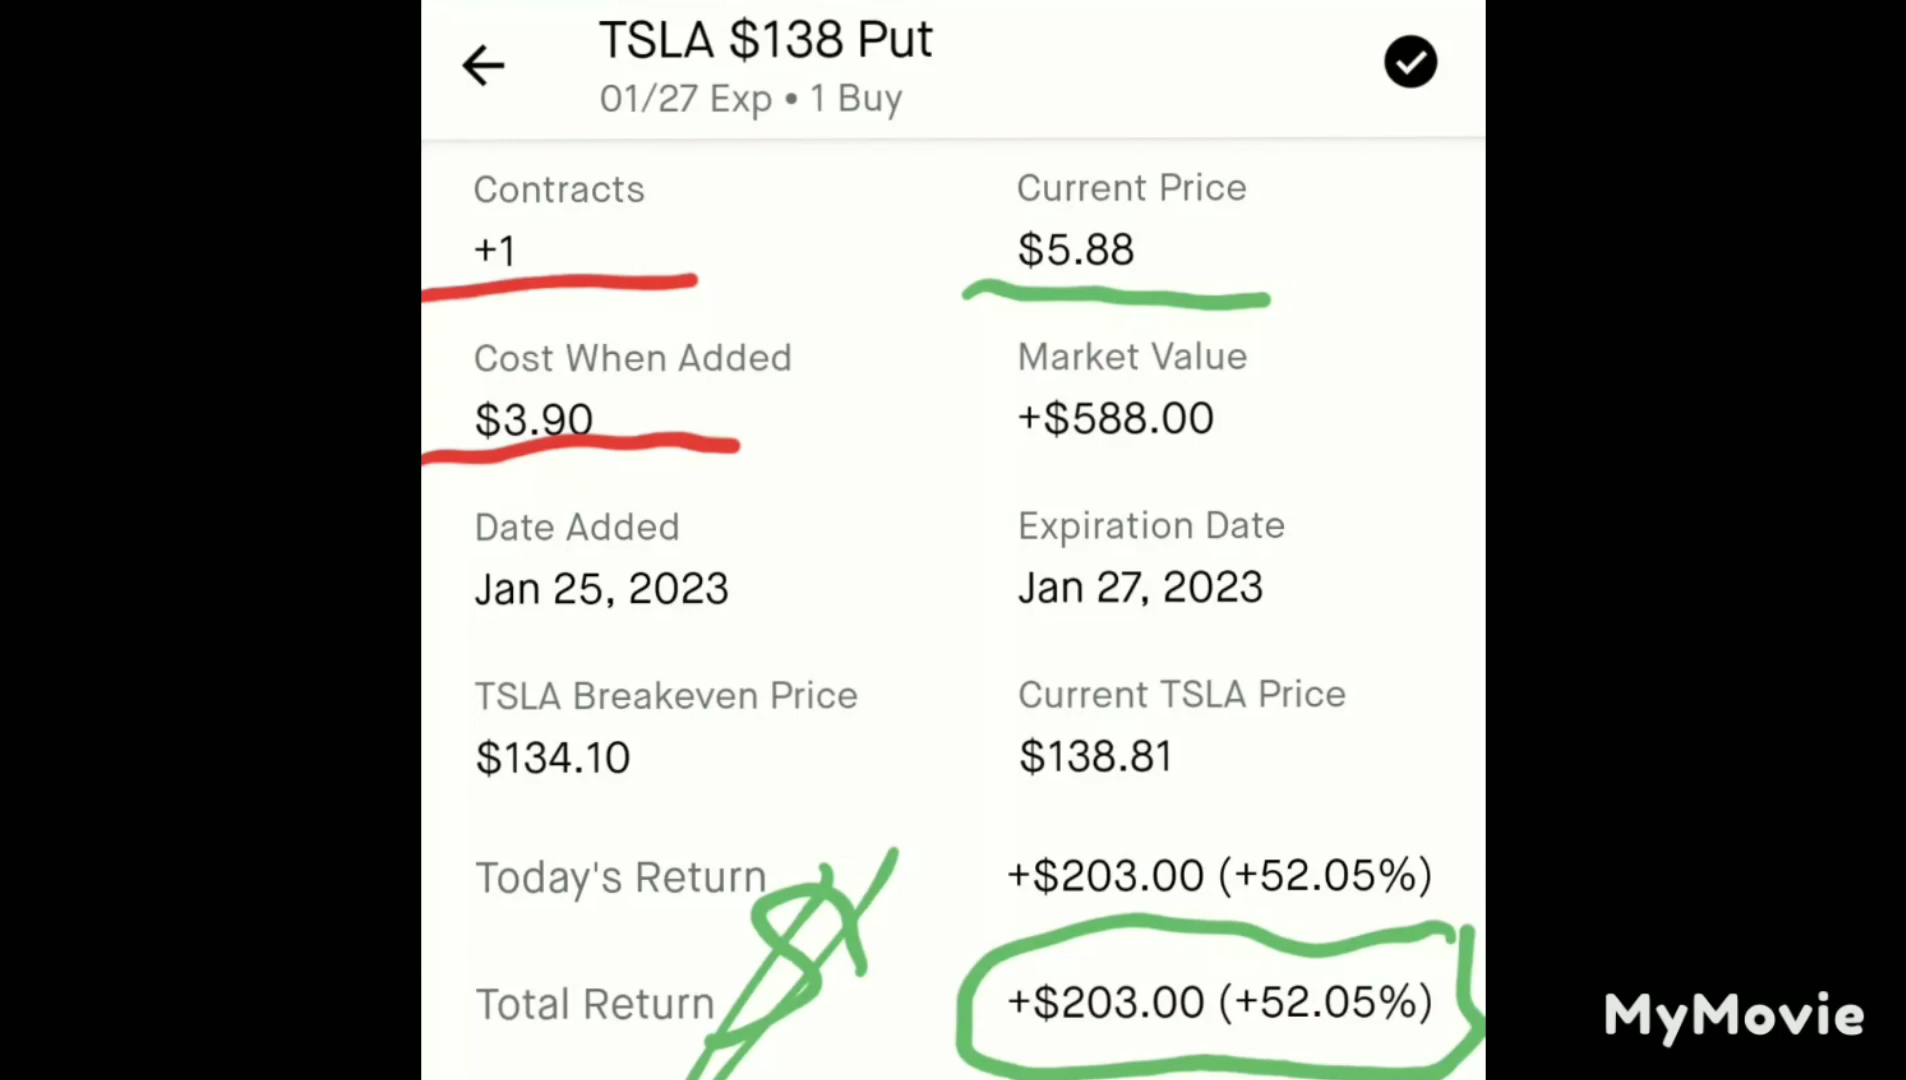 TSLA $138 Put
01/27 Exp • 1 Buy
Contracts
+1
Current Price
$5.88
Cost When Added
$3.90
Market Value
+$588.00
Date Added
Jan 25, 2023
Expiration Date
Jan 27, 2023
TSLA Breakeven Price
$134.10
Current TSLA Price
$138.81
Today's Return
+$203.00 (+52.05%)
Total Return
+$203.00 (+52.05%)
$
MyMovie